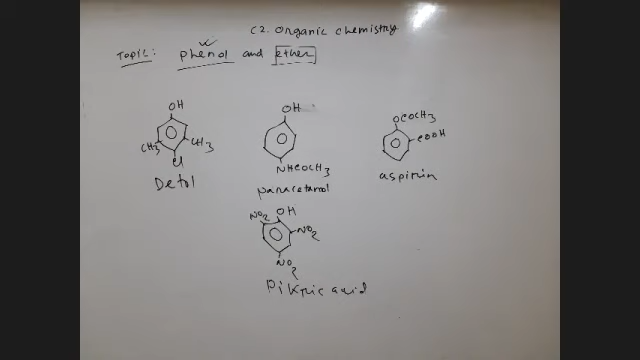 C2. Organic chemistry
Topic: phenol and ether
OH
CH3 CH3
Cl
Detol
OH
NHCOCH3
paracetamol
OCOCH3
COOH
aspirin
NO2 OH
NO2
NO2
Pikric acid